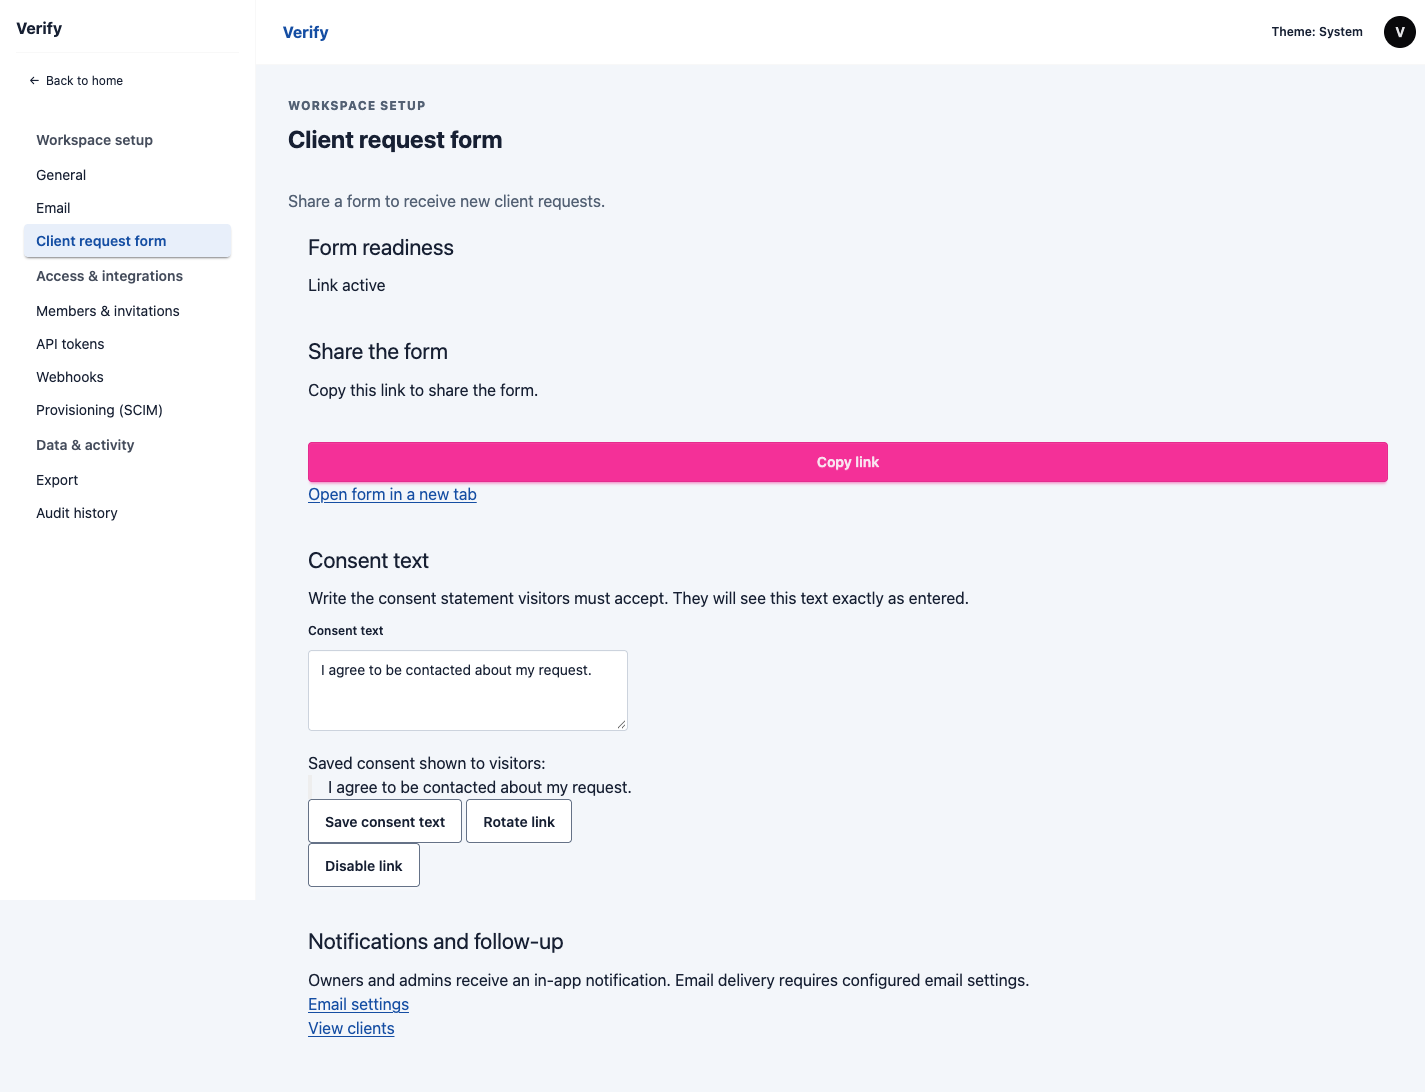 Verify
Verify
Theme: System
V
← Back to home
Workspace setup
General
Email
Client request form
Access & integrations
Members & invitations
API tokens
Webhooks
Provisioning (SCIM)
Data & activity
Export
Audit history
WORKSPACE SETUP
Client request form
Share a form to receive new client requests.
Form readiness
Link active
Share the form
Copy this link to share the form.
Copy link
Open form in a new tab
Consent text
Write the consent statement visitors must accept. They will see this text exactly as entered.
Consent text
I agree to be contacted about my request.
Saved consent shown to visitors:
I agree to be contacted about my request.
Save consent text
Rotate link
Disable link
Notifications and follow-up
Owners and admins receive an in-app notification. Email delivery requires configured email settings.
Email settings
View clients